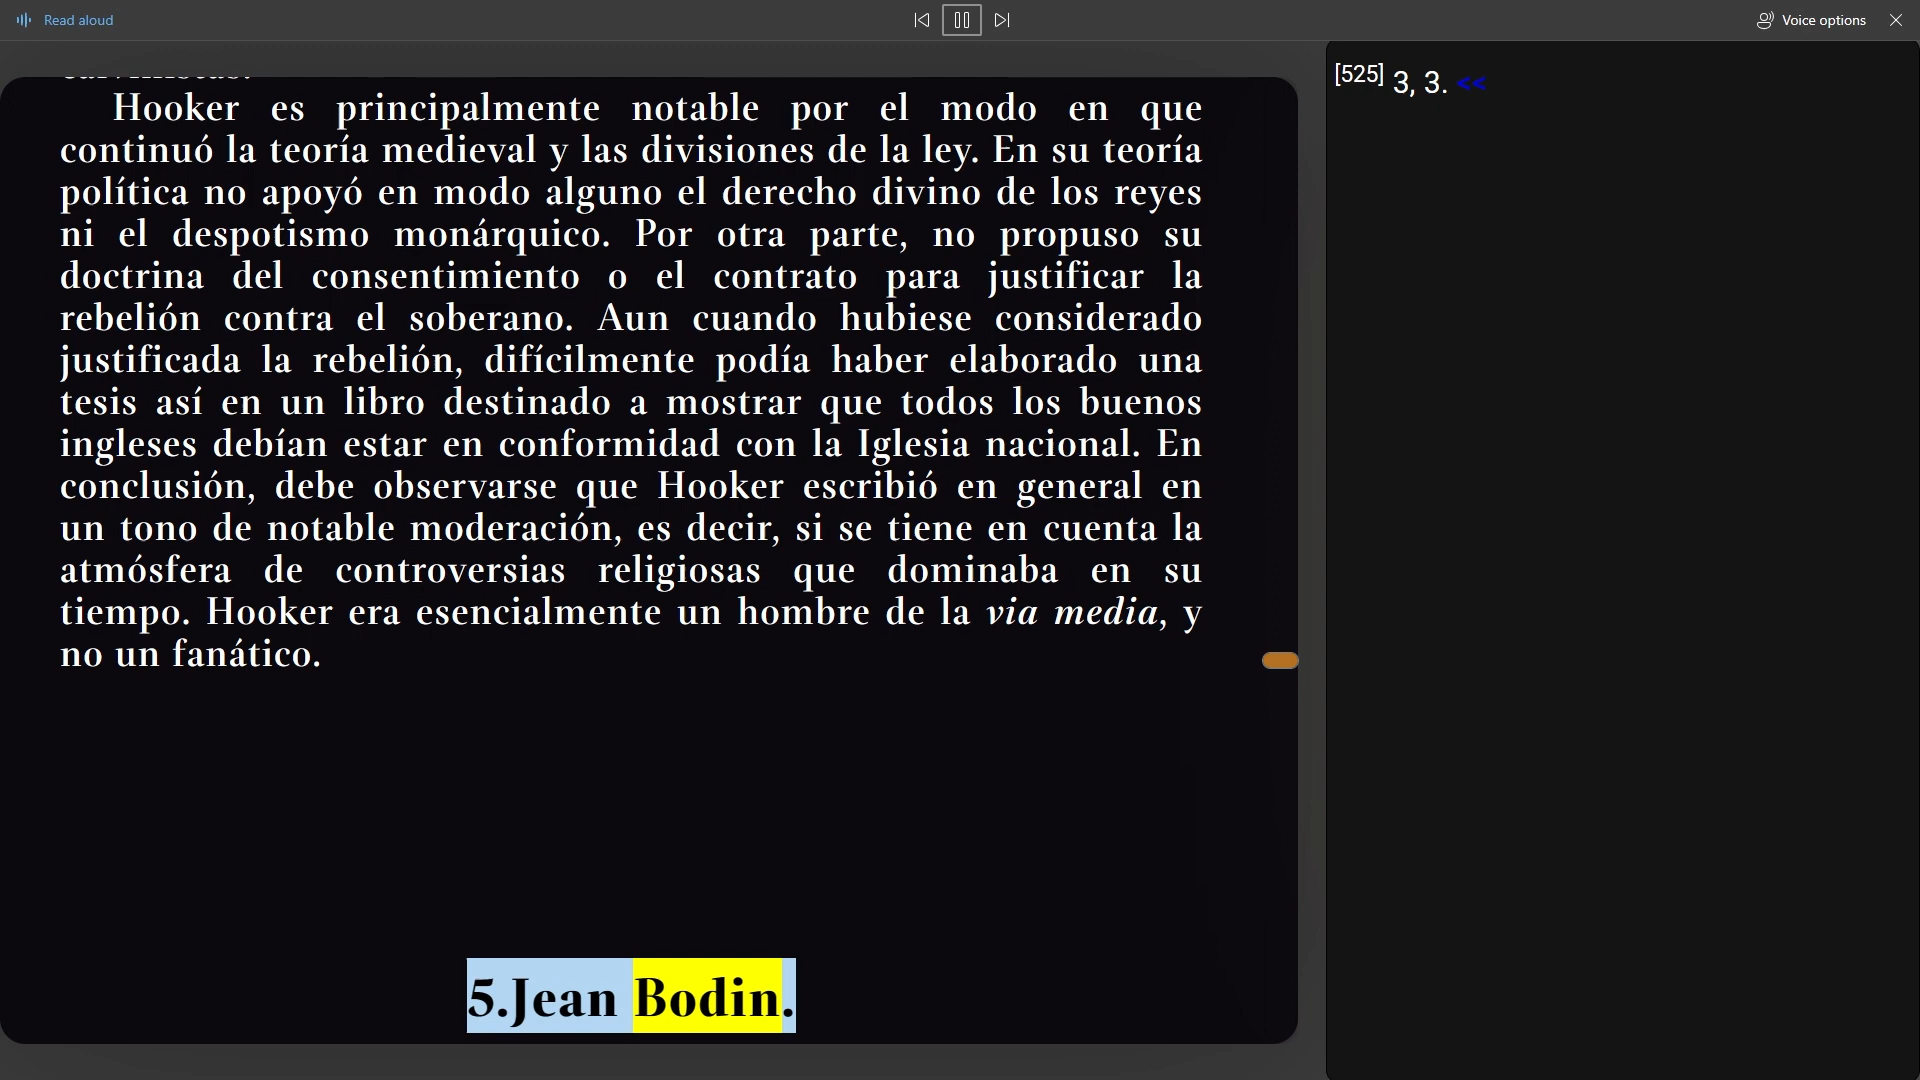 Read aloud
Voice options
Hooker es principalmente notable por el modo en que
continuó la teoría medieval y las divisiones de la ley. En su teoría
política no apoyó en modo alguno el derecho divino de los reyes
ni el despotismo monárquico. Por otra parte, no propuso su
doctrina del consentimiento o el contrato para justificar la
rebelión contra el soberano. Aun cuando hubiese considerado
justificada la rebelión, difícilmente podía haber elaborado una
tesis así en un libro destinado a mostrar que todos los buenos
ingleses debían estar en conformidad con la Iglesia nacional. En
conclusión, debe observarse que Hooker escribió en general en
un tono de notable moderación, es decir, si se tiene en cuenta la
atmósfera de controversias religiosas que dominaba en su
tiempo. Hooker era esencialmente un hombre de la via media, y
no un fanático.
5.Jean Bodin.
[525] 3, 3. <<